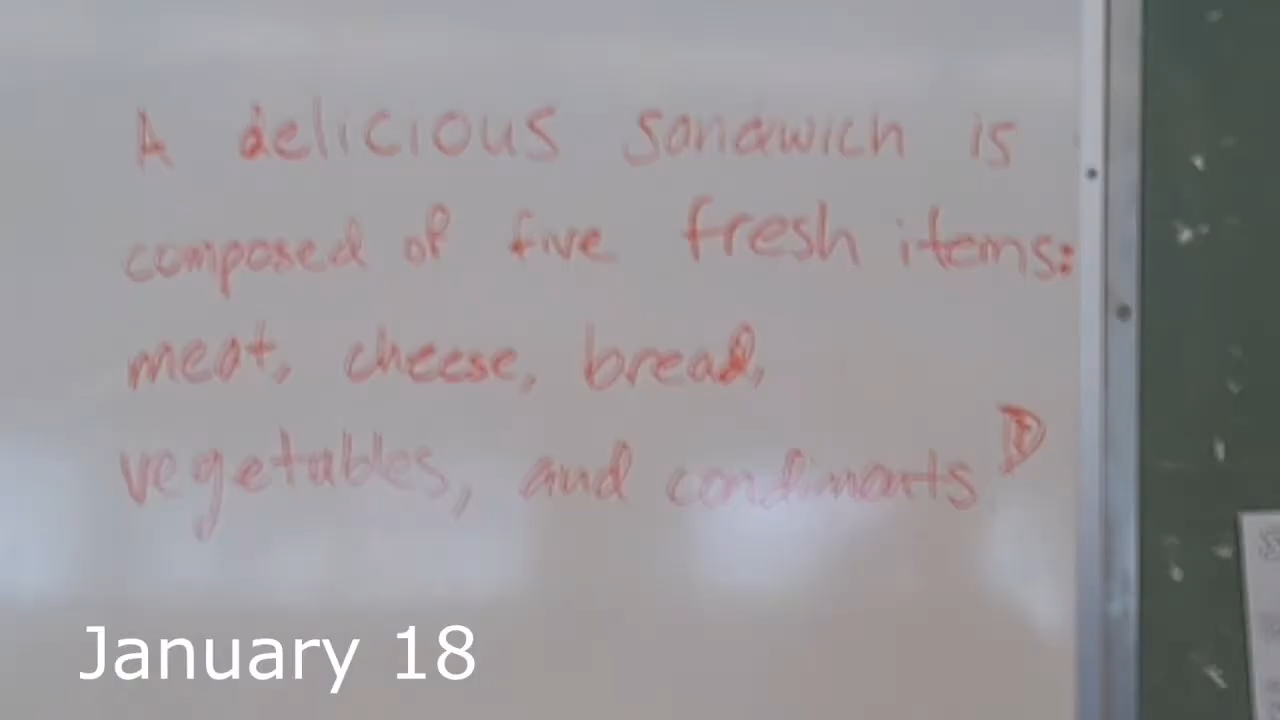 A delicious sandwich is
composed of five fresh items:
meat, cheese, bread,
vegetables, and condiments
January 18